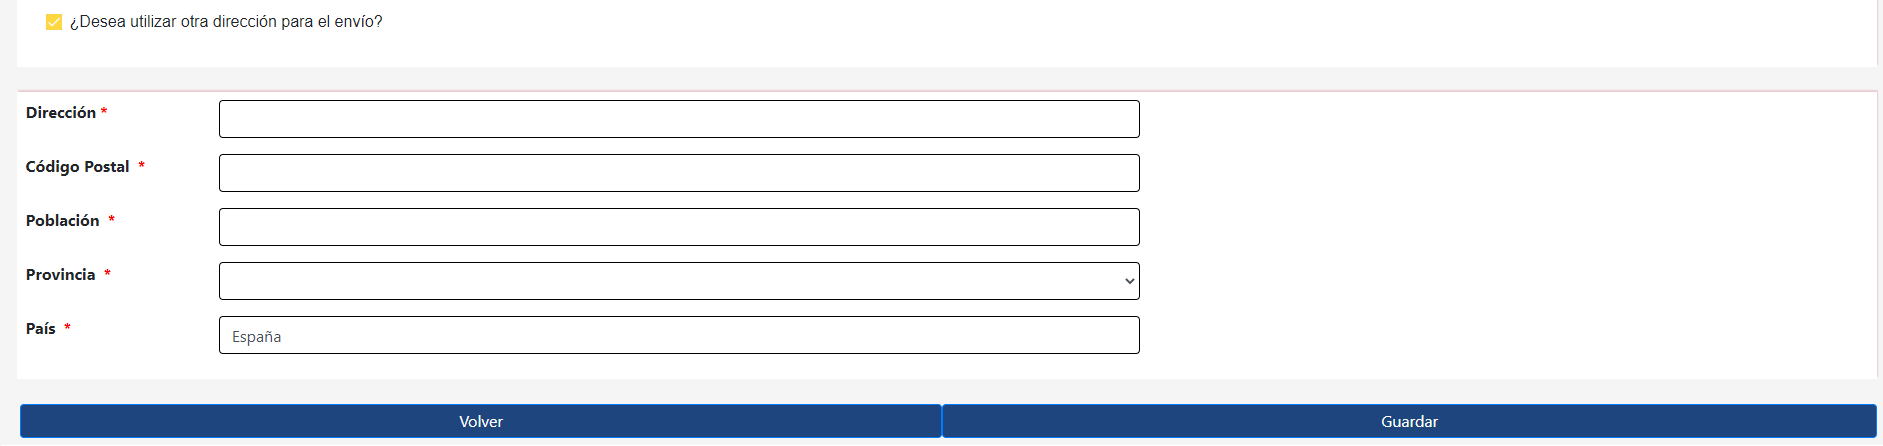 ¿Desea utilizar otra dirección para el envío?
Dirección *
Código Postal *
Población *
Provincia *
País *
España
Volver
Guardar